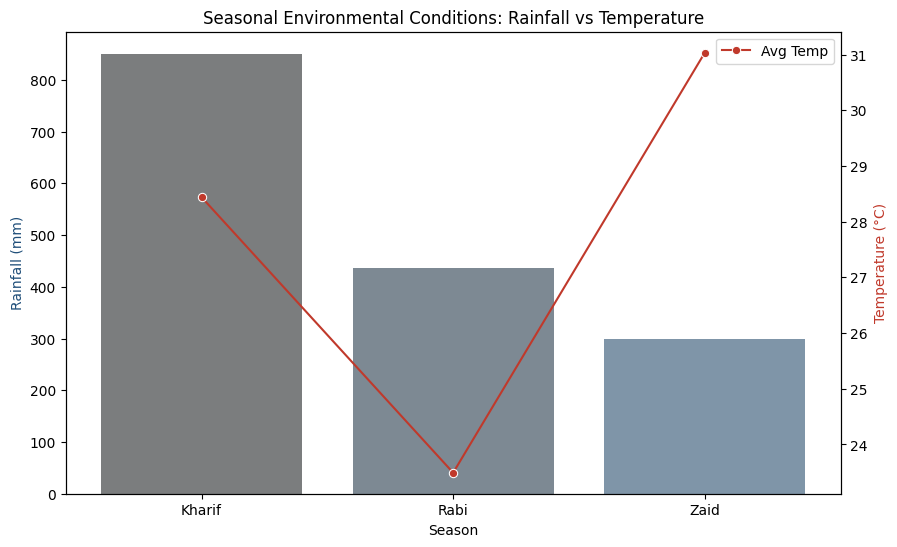 Seasonal Environmental Conditions: Rainfall vs Temperature
Avg Temp
Rainfall (mm)
800
700
600
500
400
300
200
100
0
31
30
29
28
27
26
25
24
Temperature (°C)
Kharif
Rabi
Zaid
Season